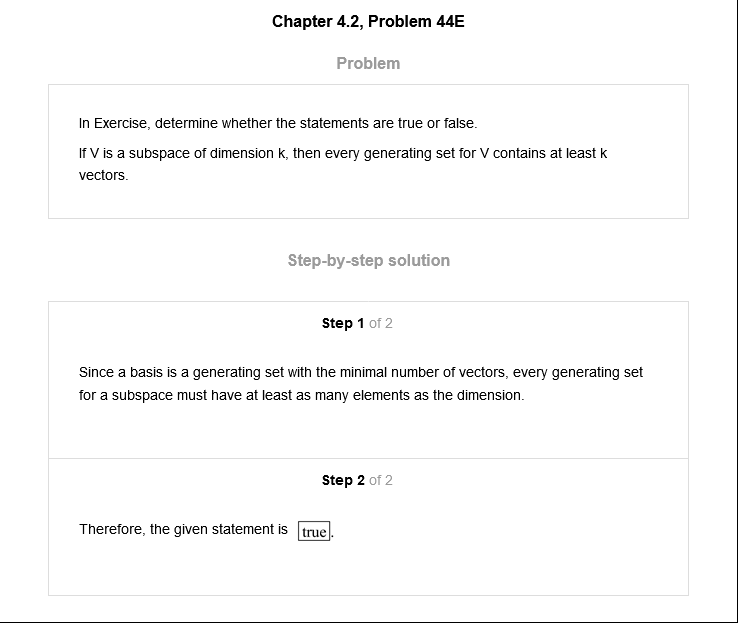 Chapter 4.2, Problem 44E
Problem
In Exercise, determine whether the statements are true or false.
If V is a subspace of dimension k, then every generating set for V contains at least k
vectors.
Step-by-step solution
Step 1 of 2
Since a basis is a generating set with the minimal number of vectors, every generating set
for a subspace must have at least as many elements as the dimension.
Step 2 of 2
Therefore, the given statement is true.